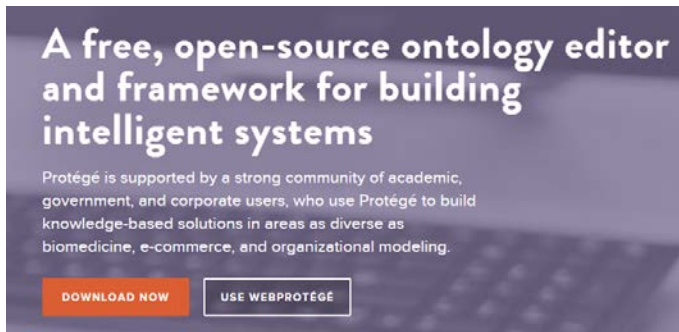 A free, open-source ontology editor
and framework for building
intelligent systems
Protégé is supported by a strong community of academic,
government, and corporate users, who use Protégé to build
knowledge-based solutions in areas as diverse as
biomedicine, e-commerce, and organizational modeling.
DOWNLOAD NOW
USE WEBPROTÉGÉ